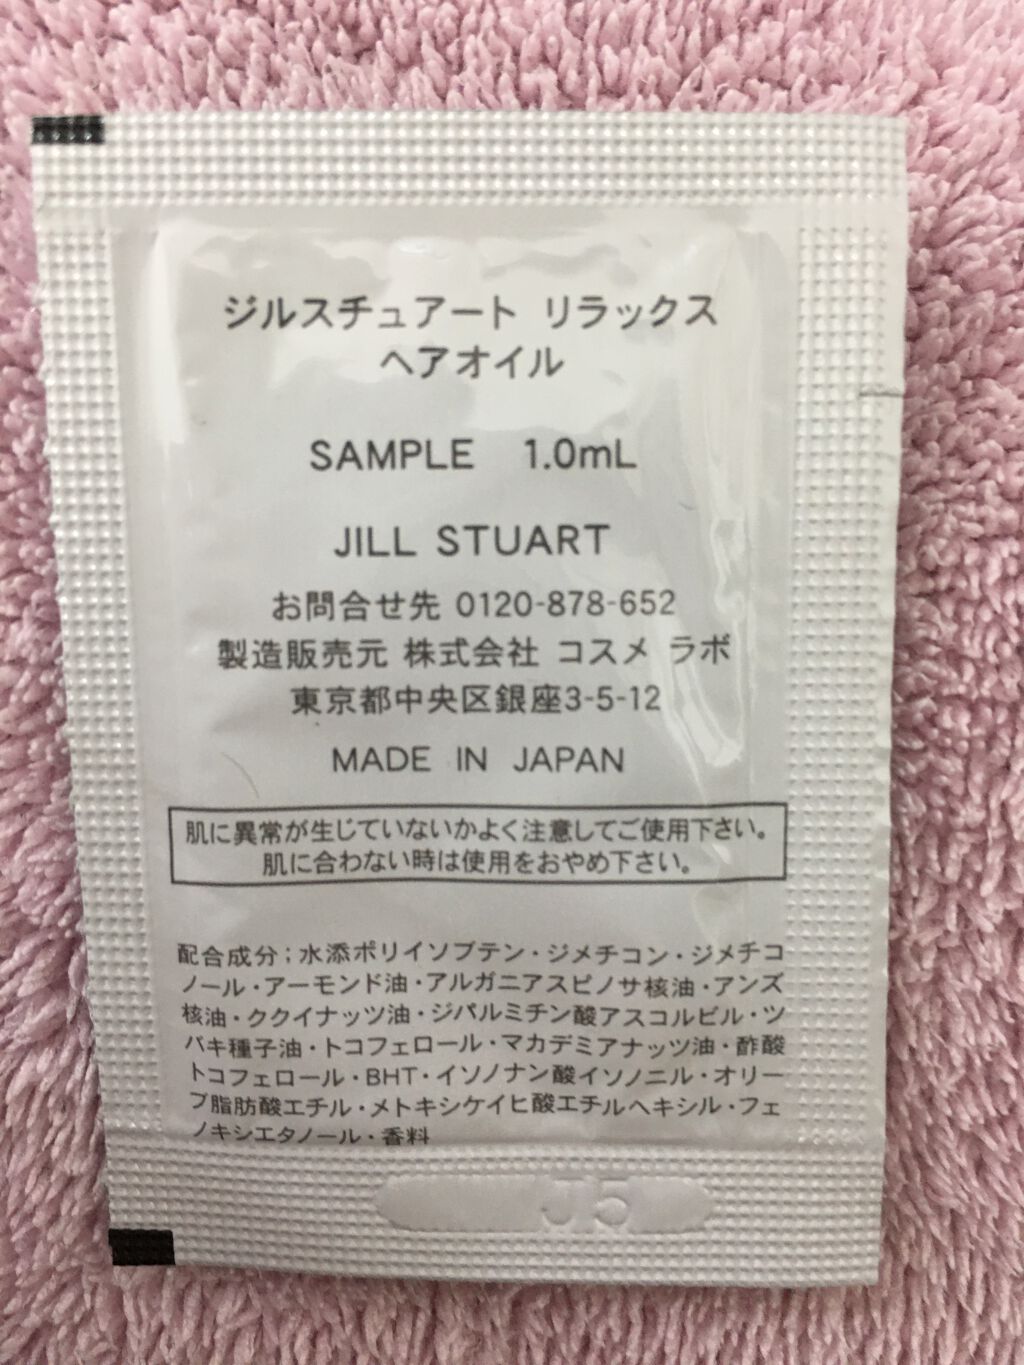 ジルスチュアート リラックス
ヘアオイル
SAMPLE 1.0mL
JILL STUART
お問合せ先 0120-878-652
製造販売元 株式会社 コスメ ラボ
東京都中央区銀座3-5-12
MADE IN JAPAN
肌に異常が生じていないかよく注意してご使用下さい。
肌に合わない時は使用をおやめ下さい。
配合成分；水添ポリイソブテン・ジメチコン・ジメチコ
ノール・アーモンド油・アルガニアスピノサ核油・アンズ
核油・ククイナッツ油・ジパルミチン酸アスコルビル・ツ
バキ種子油・トコフェロール・マカデミアナッツ油・酢酸
トコフェロール・BHT・イソノナン酸イソノニル・オリー
ブ脂肪酸エチル・メトキシケイヒ酸エチルヘキシル・フェ
ノキシエタノール・香料
J5